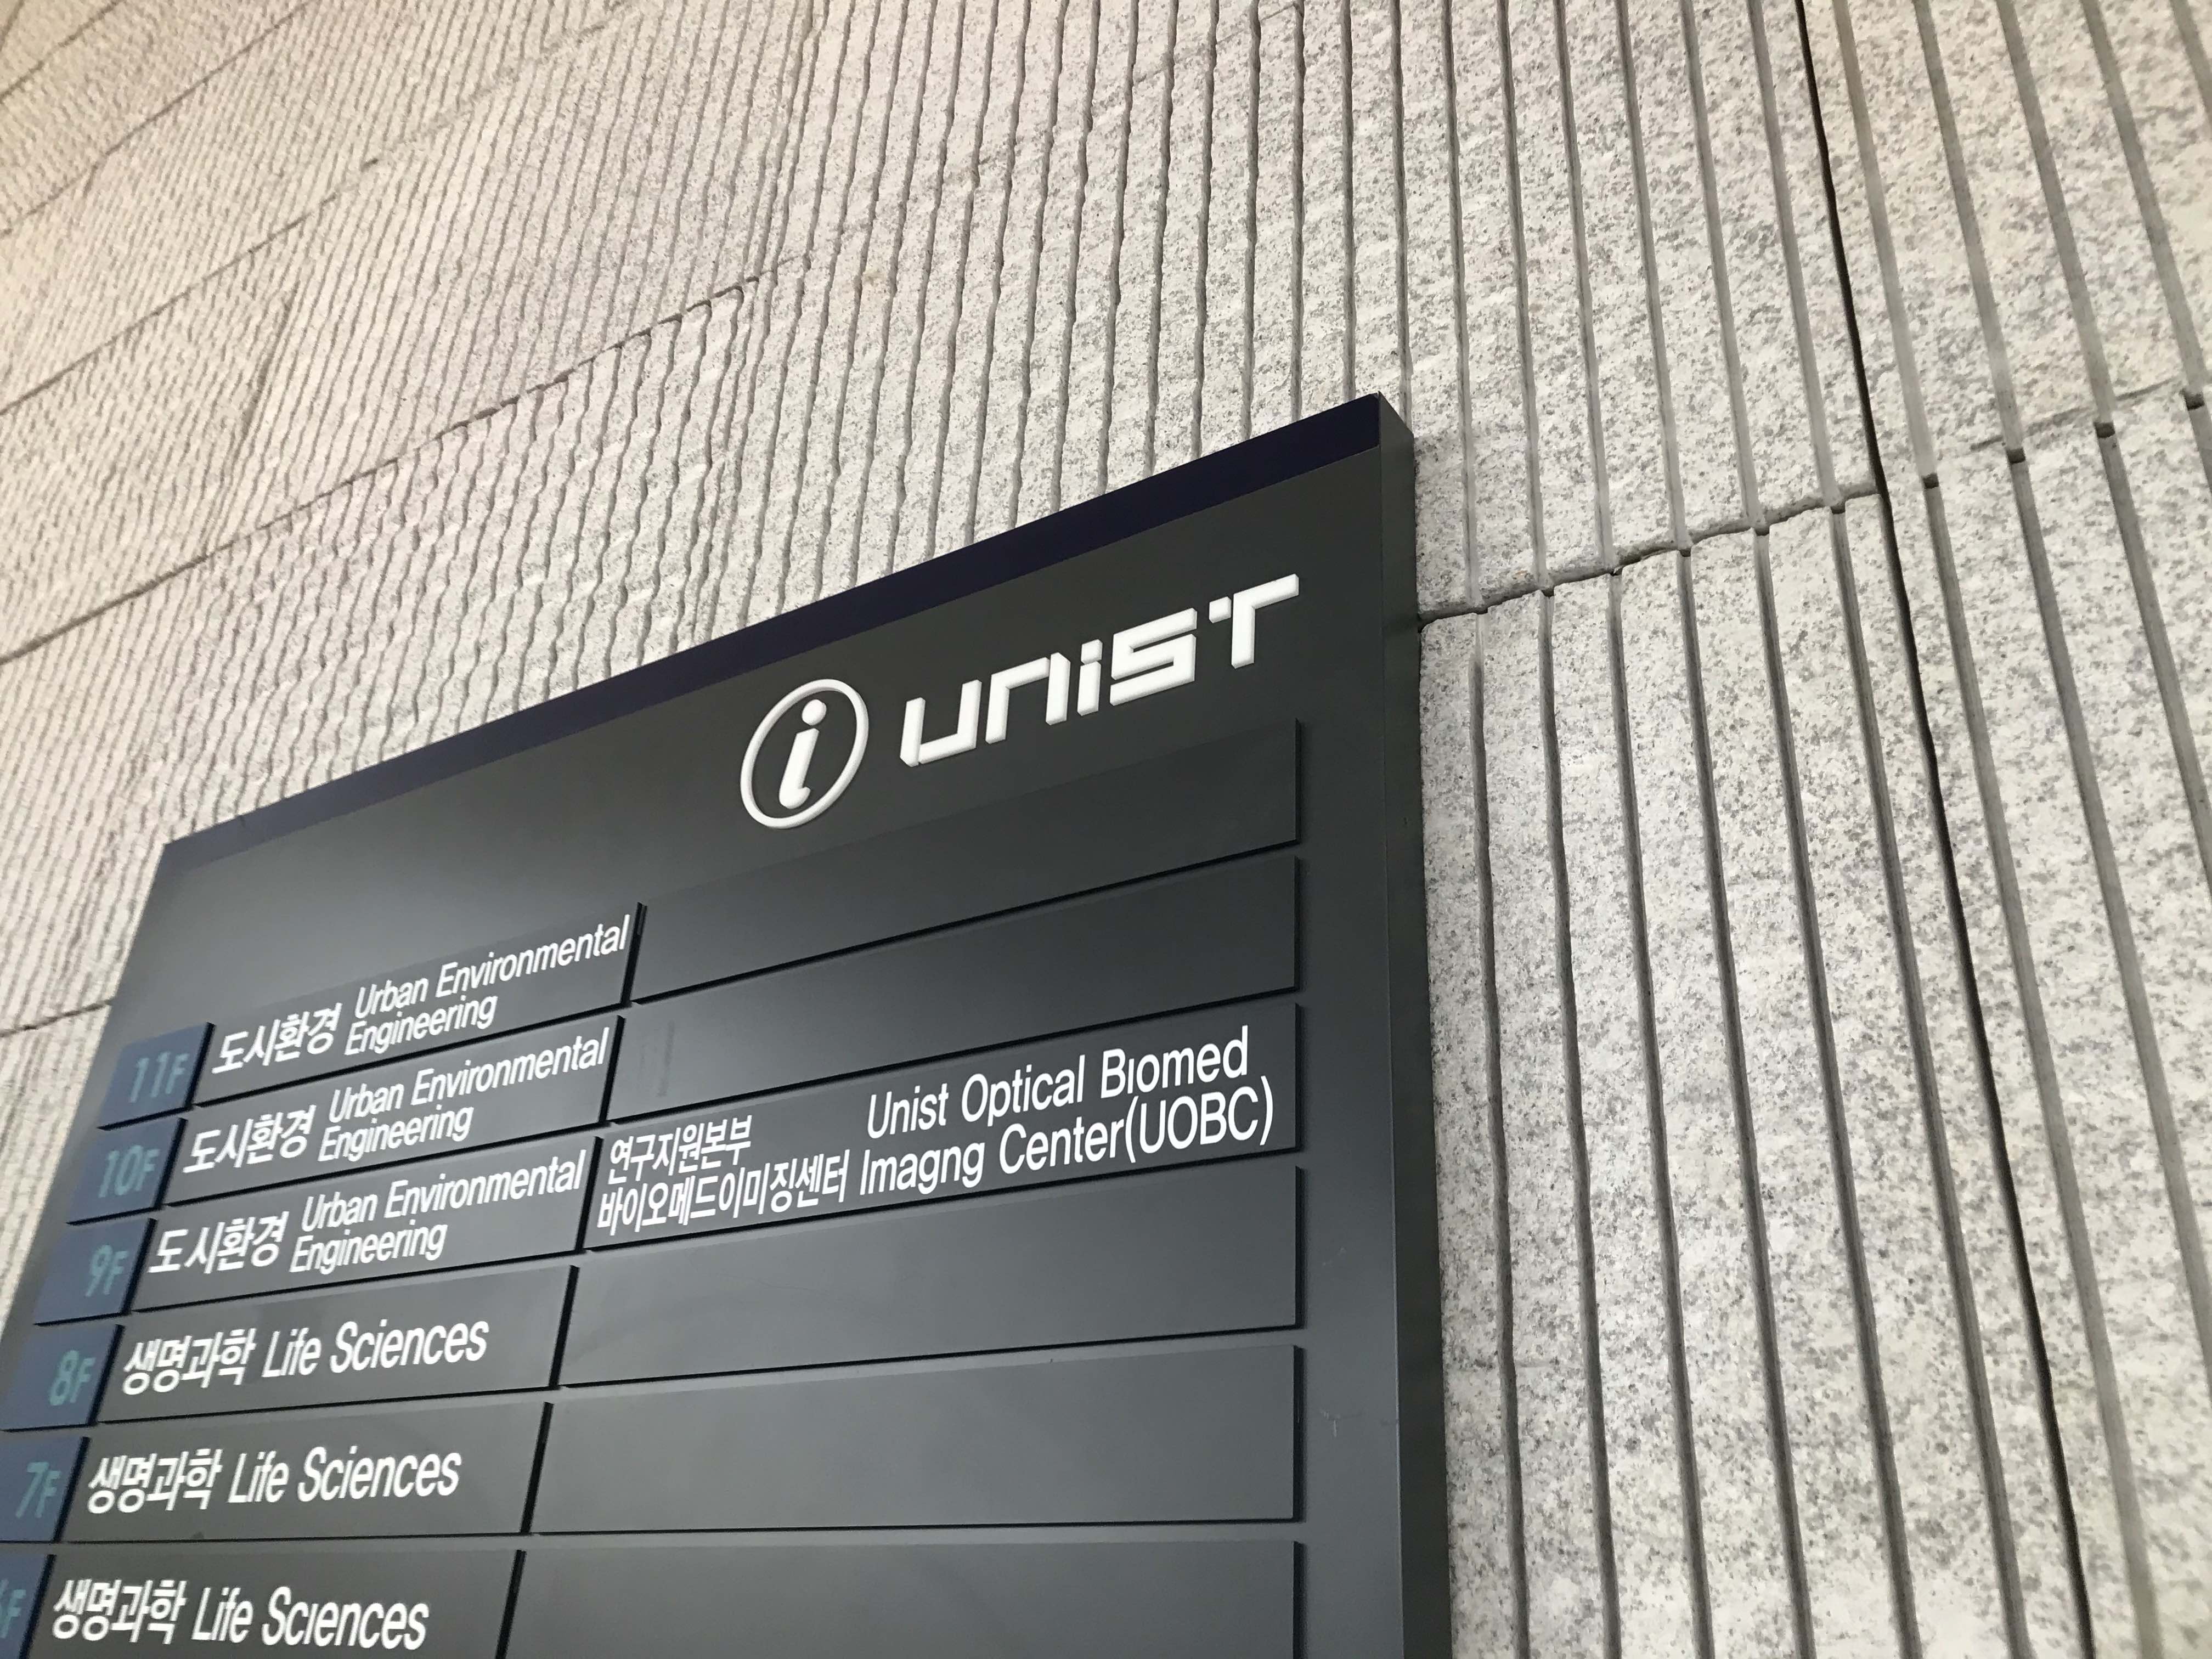 i UNIST
11F 도시환경 Urban Environmental
Engineering
10F 도시환경 Urban Environmental
Engineering
9F 도시환경 Urban Environmental
Engineering
연구지원본부 Unist Optical Biomed
바이오메드이미징센터 Imagng Center(UOBC)
8F 생명과학 Life Sciences
7F 생명과학 Life Sciences
6F 생명과학 Life Sciences